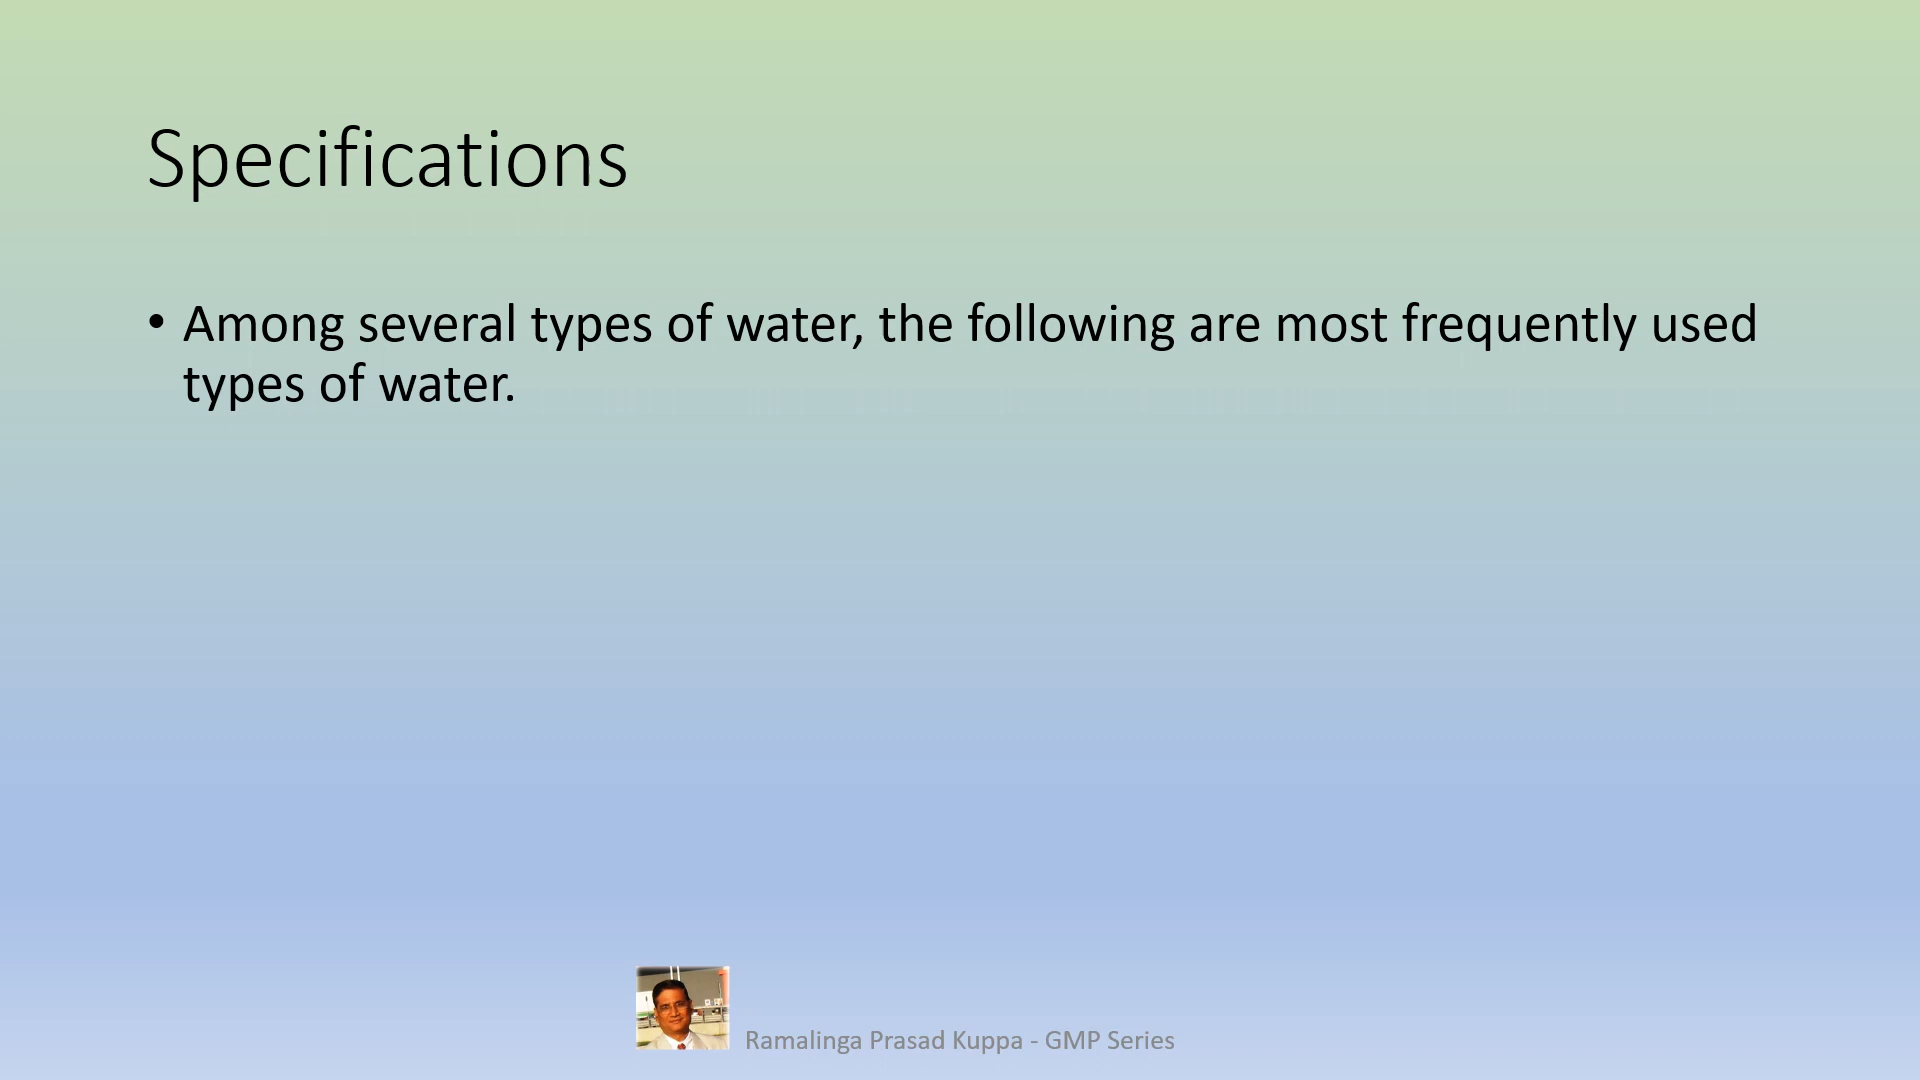 Specifications
• Among several types of water, the following are most frequently used
types of water.
Ramalinga Prasad Kuppa - GMP Series